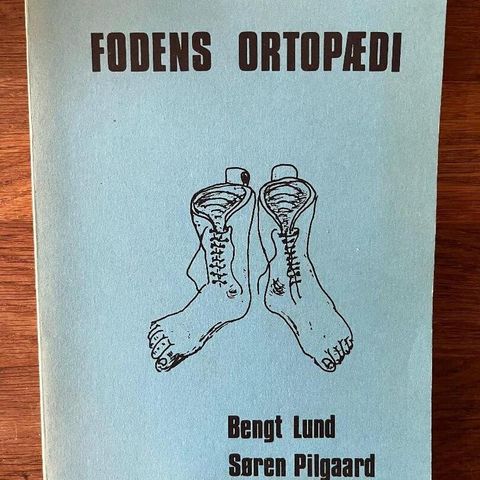 FODENS ORTOPÆDI
Bengt Lund
Søren Pilgaard